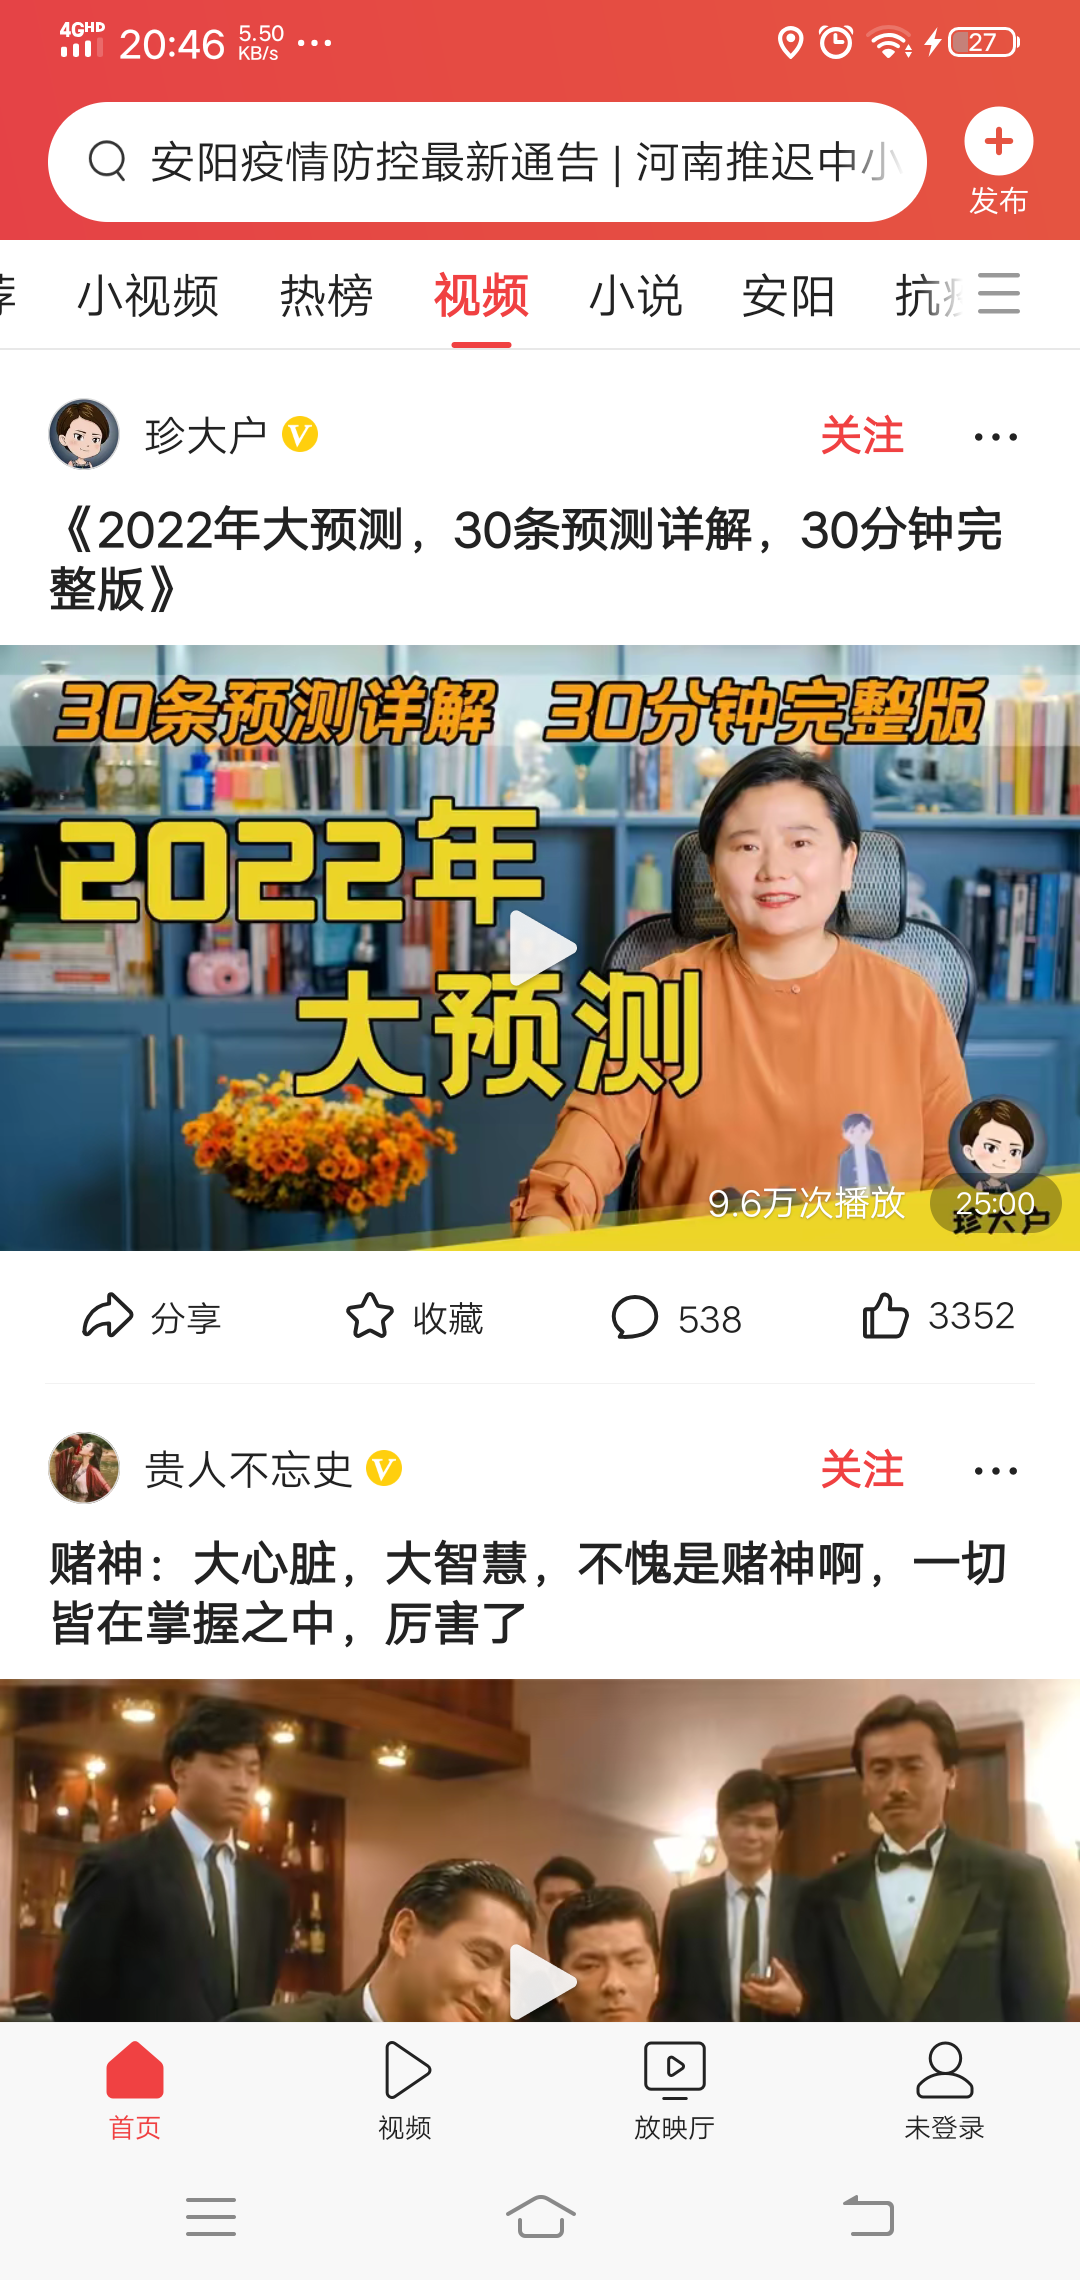 4GHD 20:46 5.50 KB/s ... 27
安阳疫情防控最新通告 | 河南推迟中小
发布
荐 小视频 热榜 视频 小说 安阳 抗疫
珍大户 V 关注 ...
《2022年大预测，30条预测详解，30分钟完
整版》
30条预测详解 30分钟完整版
2022年
大预测
9.6万次播放 25:00
珍大户
分享 收藏 538 3352
贵人不忘史 V 关注 ...
赌神：大心脏，大智慧，不愧是赌神啊，一切
皆在掌握之中，厉害了
首页 视频 放映厅 未登录